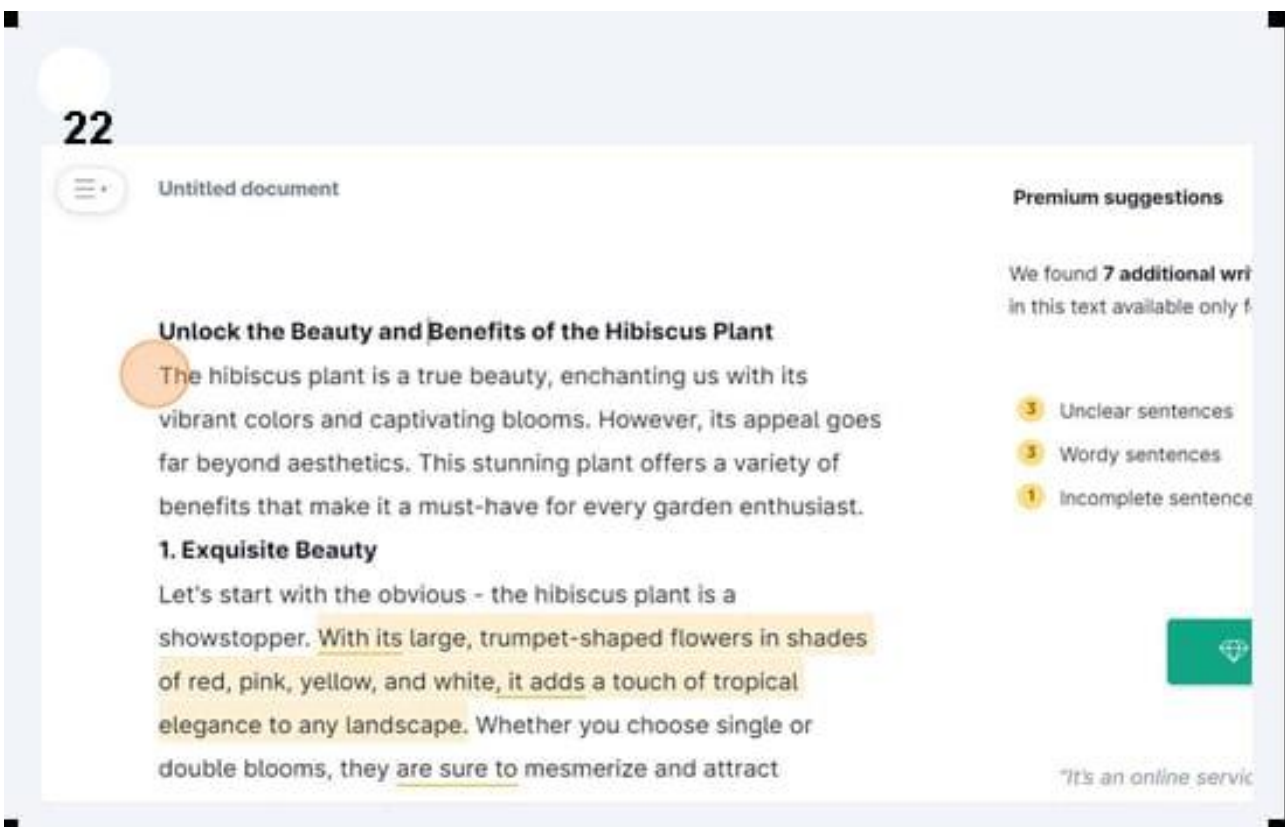 22
Untitled document
Unlock the Beauty and Benefits of the Hibiscus Plant
The hibiscus plant is a true beauty, enchanting us with its
vibrant colors and captivating blooms. However, its appeal goes
far beyond aesthetics. This stunning plant offers a variety of
benefits that make it a must-have for every garden enthusiast.
1. Exquisite Beauty
Let's start with the obvious - the hibiscus plant is a
showstopper. With its large, trumpet-shaped flowers in shades
of red, pink, yellow, and white, it adds a touch of tropical
elegance to any landscape. Whether you choose single or
double blooms, they are sure to mesmerize and attract
Premium suggestions
We found 7 additional wri
in this text available only f
3 Unclear sentences
3 Wordy sentences
1 Incomplete sentence
"It's an online servic